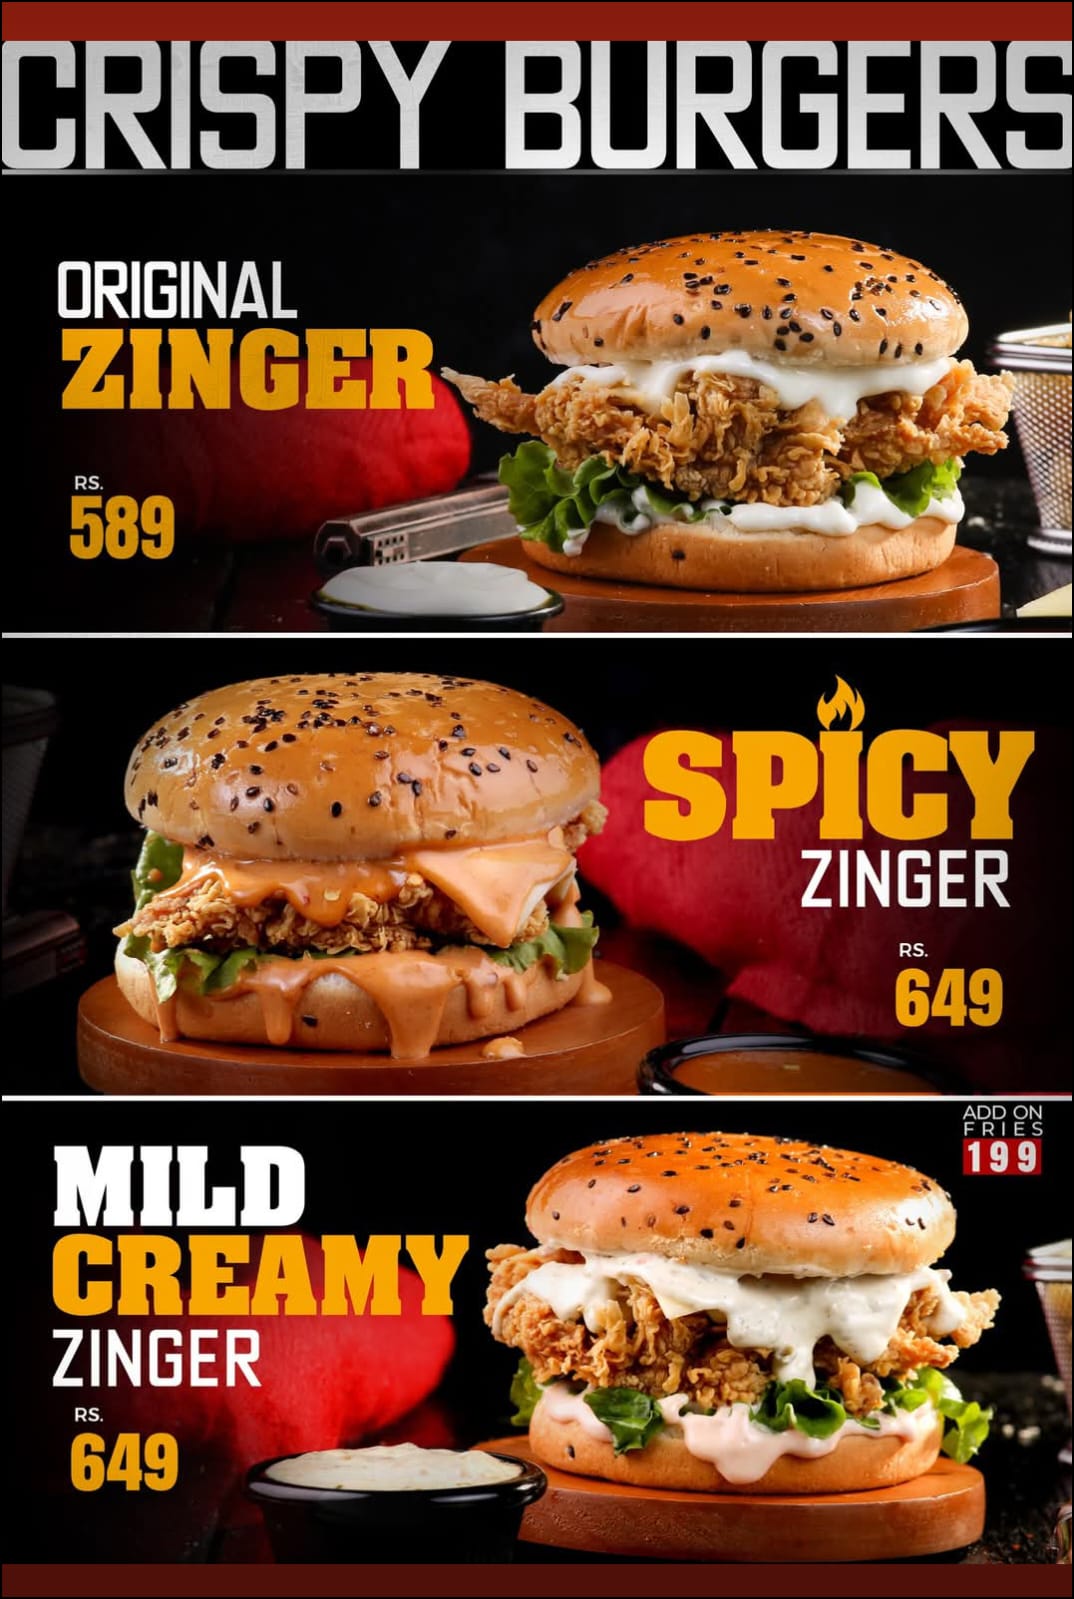 CRISPY BURGERS
ORIGINAL
ZINGER
RS.
589
SPICY
ZINGER
RS.
649
ADD ON
FRIES
199
MILD
CREAMY
ZINGER
RS.
649